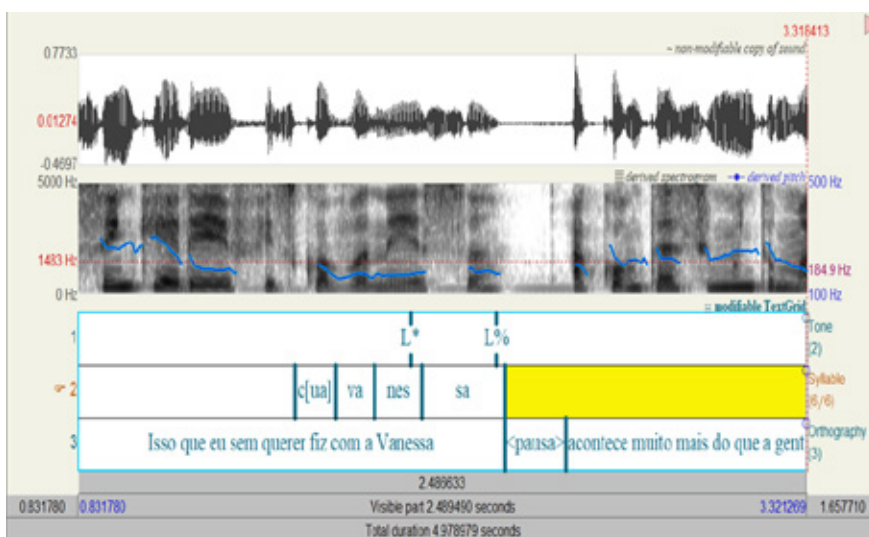 3.318413
0.7733
~ non-modifiable copy of sound
0.01274
-0.4697
5000 Hz
derived spectrogram
derived pitch
500 Hz
1483 Hz
184.9 Hz
0 Hz
100 Hz
= modifiable TextGrid
1
L*
L%
Tone
(2)
2
c[ua]
va
nes
sa
Syllable
(6/6)
3
Isso que eu sem querer fiz com a Vanessa
<pausa>
acontece muito mais do que a gent
Orthography
(3)
2.489633
0.831780
0.831780
Visible part 2.489490 seconds
3.321269
1.657710
Total duration 4.978979 seconds